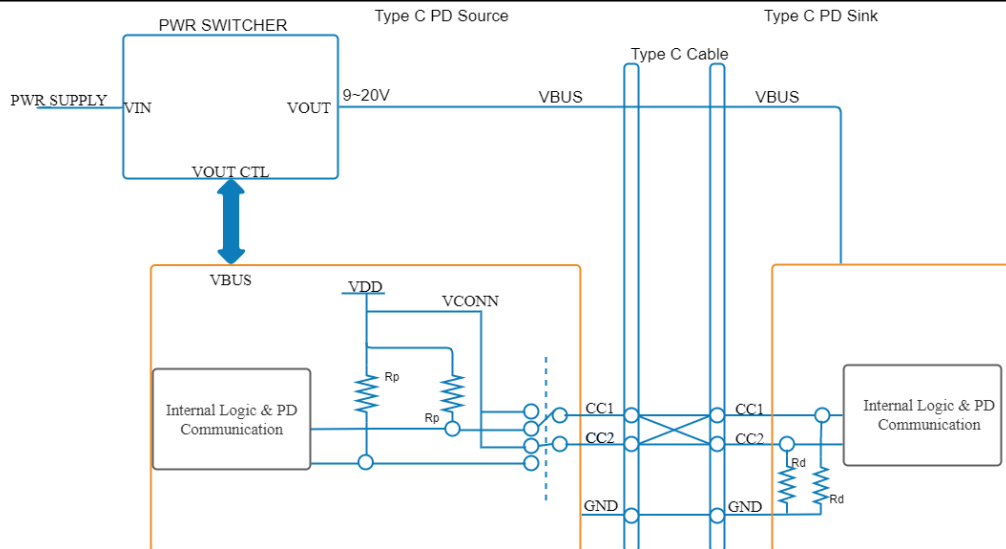 Type C PD Source
Type C PD Sink
PWR SWITCHER
Type C Cable
PWR SUPPLY
VIN
VOUT
9~20V
VBUS
VBUS
VOUT CTL
VBUS
VDD
VCONN
Rp
Rp
Internal Logic & PD
Communication
CC1
CC2
GND
CC1
CC2
GND
Rd
Rd
Internal Logic & PD
Communication